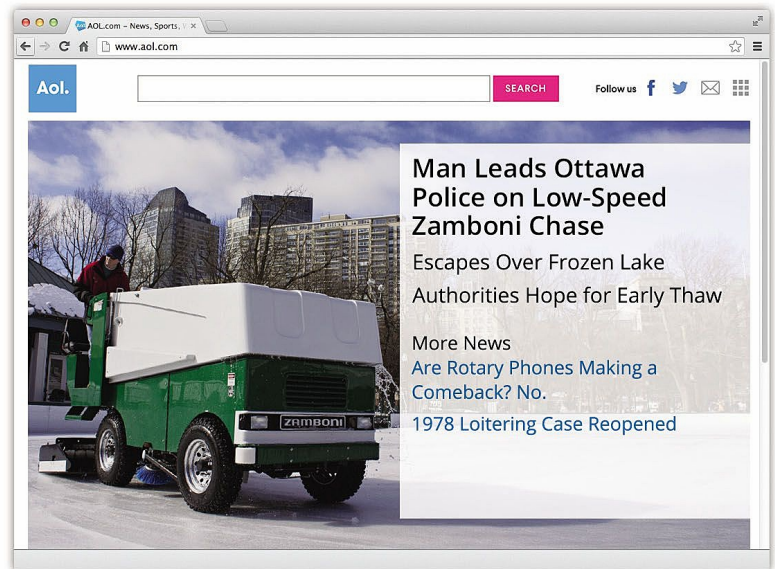 AOL.com – News, Sports, W
www.aol.com
Aol.
SEARCH
Follow us
Man Leads Ottawa
Police on Low-Speed
Zamboni Chase
Escapes Over Frozen Lake
Authorities Hope for Early Thaw
More News
Are Rotary Phones Making a
Comeback? No.
1978 Loitering Case Reopened
ZAMBONI